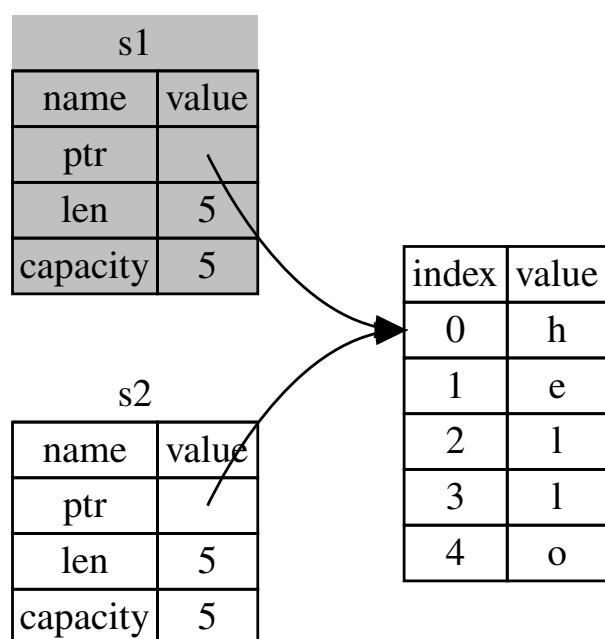 s1
name value
ptr
len 5
capacity 5
s2
name value
ptr
len 5
capacity 5
index value
0 h
1 e
2 l
3 l
4 o